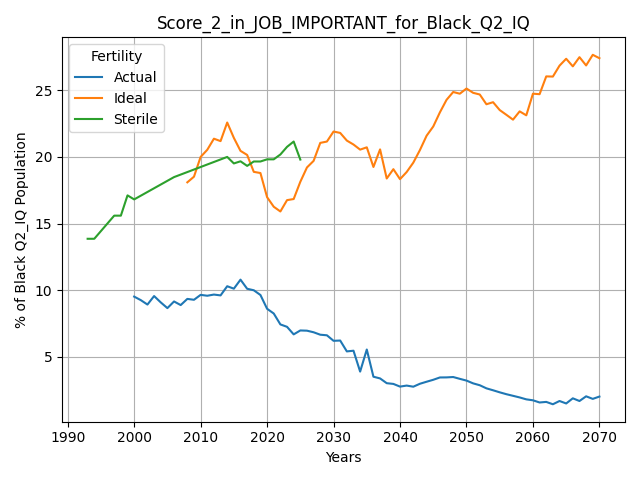 Score_2_in_JOB_IMPORTANT_for_Black_Q2_IQ
Fertility
Actual
Ideal
Sterile
% of Black Q2_IQ Population
25
20
15
10
5
1990 2000 2010 2020 2030 2040 2050 2060 2070
Years